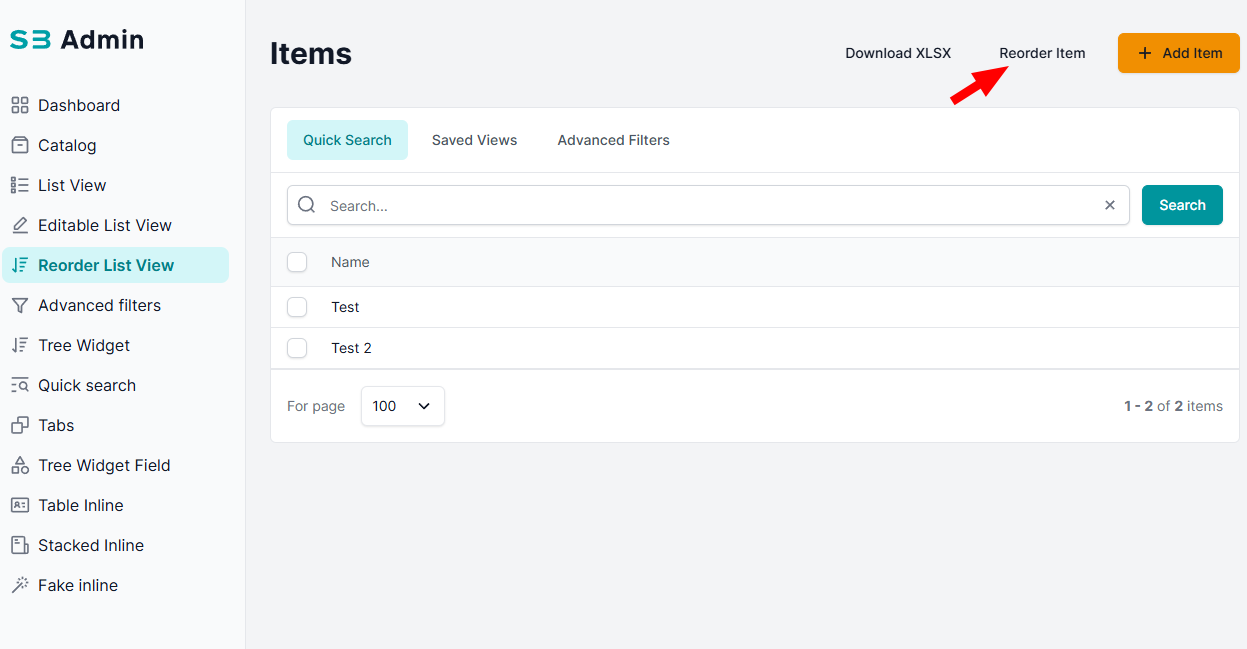 SB Admin
Dashboard
Catalog
List View
Editable List View
Reorder List View
Advanced filters
Tree Widget
Quick search
Tabs
Tree Widget Field
Table Inline
Stacked Inline
Fake inline
Items
Download XLSX
Reorder Item
+ Add Item
Quick Search
Saved Views
Advanced Filters
Search...
Search
Name
Test
Test 2
For page
100
1 - 2 of 2 items